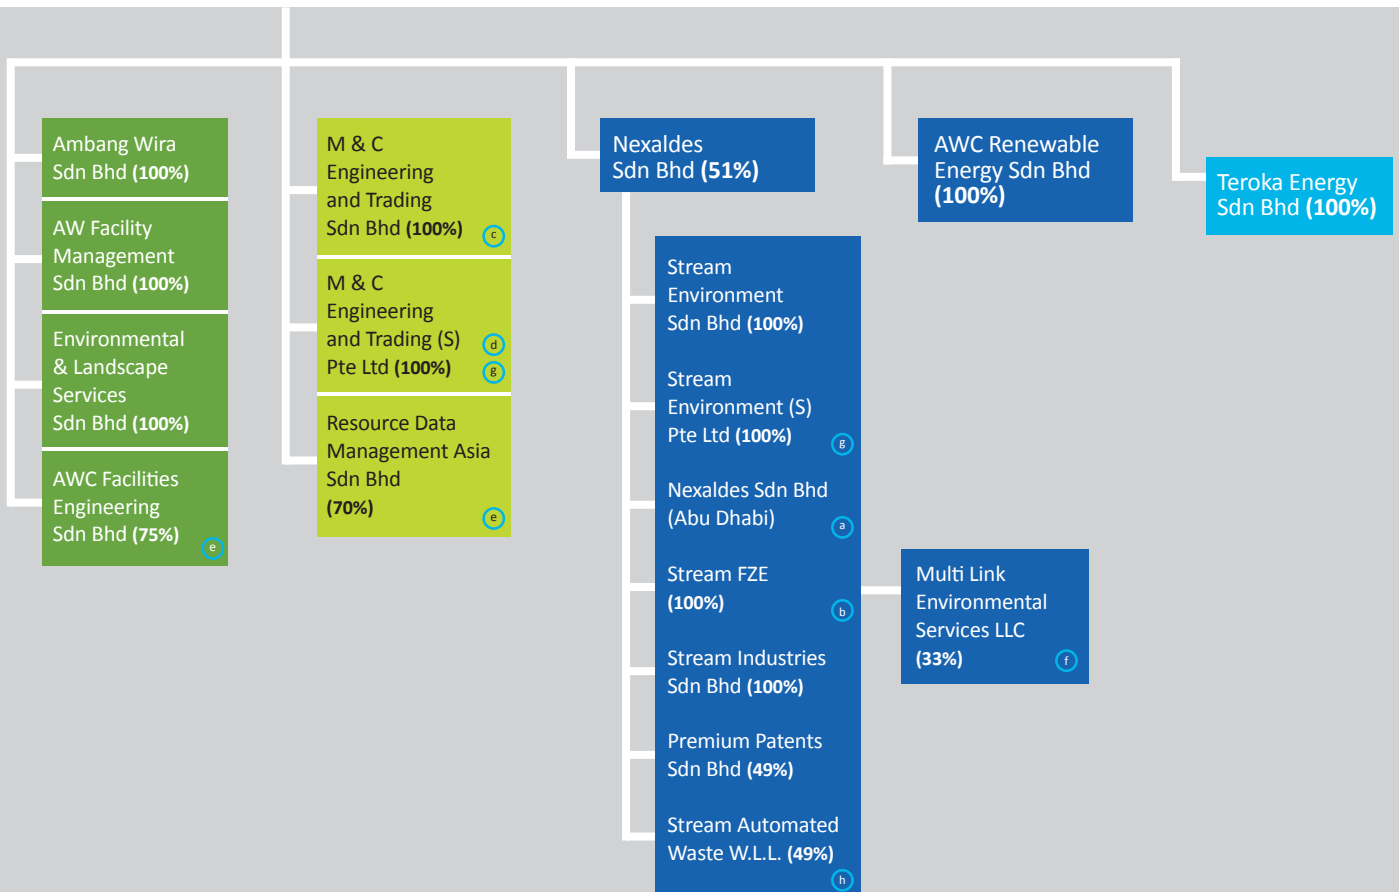 Ambang Wira
Sdn Bhd (100%)
AW Facility
Management
Sdn Bhd (100%)
Environmental
& Landscape
Services
Sdn Bhd (100%)
AWC Facilities
Engineering
Sdn Bhd (75%)
e
M & C
Engineering
and Trading
Sdn Bhd (100%)
c
M & C
Engineering
and Trading (S)
d
Pte Ltd (100%)
g
Resource Data
Management Asia
Sdn Bhd
(70%)
e
Nexaldes
Sdn Bhd (51%)
Stream
Environment
Sdn Bhd (100%)
Stream
Environment (S)
Pte Ltd (100%)
g
Nexaldes Sdn Bhd
(Abu Dhabi)
a
Stream FZE
(100%)
b
Stream Industries
Sdn Bhd (100%)
Premium Patents
Sdn Bhd (49%)
Stream Automated
Waste W.L.L. (49%)
h
Multi Link
Environmental
Services LLC
(33%)
f
AWC Renewable
Energy Sdn Bhd
(100%)
Teroka Energy
Sdn Bhd (100%)